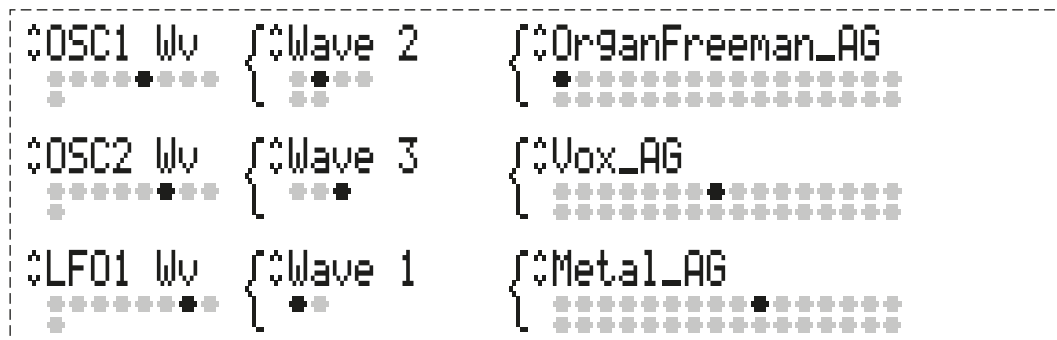 OSC1 Wv Wave 2 OrganFreeman_AG
OSC2 Wv Wave 3 Vox_AG
LFO1 Wv Wave 1 Metal_AG